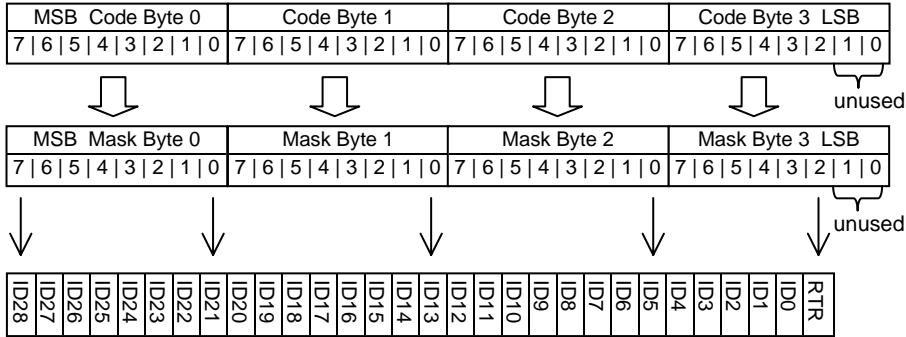 MSB Code Byte 0 Code Byte 1 Code Byte 2 Code Byte 3 LSB
7 | 6 | 5 | 4 | 3 | 2 | 1 | 0 7 | 6 | 5 | 4 | 3 | 2 | 1 | 0 7 | 6 | 5 | 4 | 3 | 2 | 1 | 0 7 | 6 | 5 | 4 | 3 | 2 | 1 | 0
unused
MSB Mask Byte 0 Mask Byte 1 Mask Byte 2 Mask Byte 3 LSB
7 | 6 | 5 | 4 | 3 | 2 | 1 | 0 7 | 6 | 5 | 4 | 3 | 2 | 1 | 0 7 | 6 | 5 | 4 | 3 | 2 | 1 | 0 7 | 6 | 5 | 4 | 3 | 2 | 1 | 0
unused
ID28 ID27 ID26 ID25 ID24 ID23 ID22 ID21 ID20 ID19 ID18 ID17 ID16 ID15 ID14 ID13 ID12 ID11 ID10 ID9 ID8 ID7 ID6 ID5 ID4 ID3 ID2 ID1 ID0 RTR